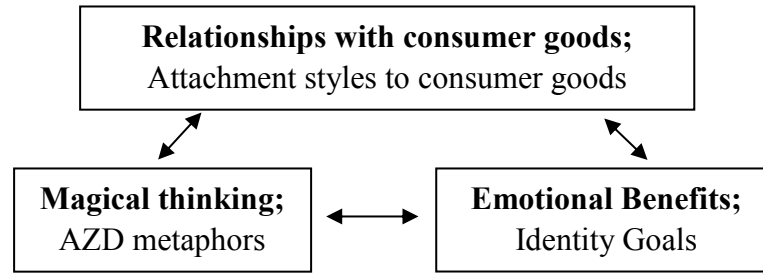 Relationships with consumer goods;
Attachment styles to consumer goods
Magical thinking;
AZD metaphors
Emotional Benefits;
Identity Goals